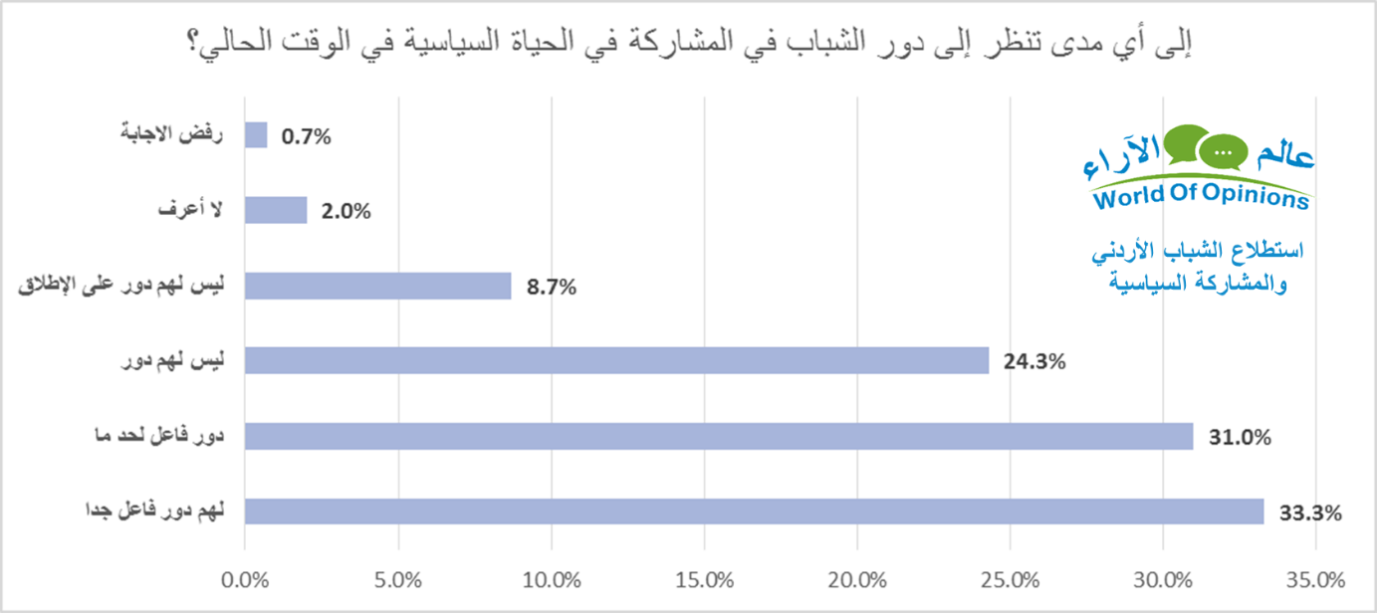 إلى أي مدى تنظر إلى دور الشباب في المشاركة في الحياة السياسية في الوقت الحالي؟
عالم الآراء
World Of Opinions
استطلاع الشباب الأردني
والمشاركة السياسية
رفض الاجابة 0.7%
لا أعرف 2.0%
ليس لهم دور على الإطلاق 8.7%
ليس لهم دور 24.3%
دور فاعل لحد ما 31.0%
لهم دور فاعل جدا 33.3%
0.0% 5.0% 10.0% 15.0% 20.0% 25.0% 30.0% 35.0%